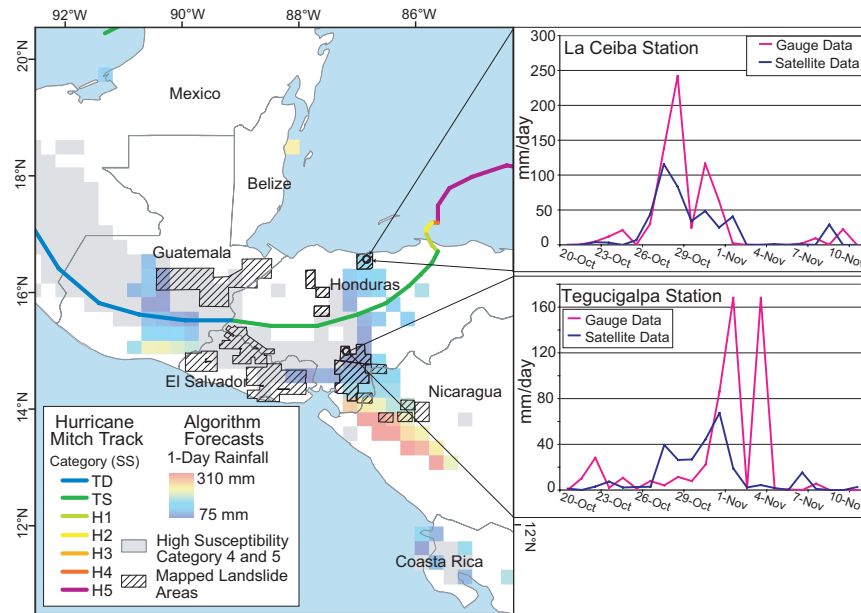 92°W 90°W 88°W 86°W
20°N
18°N
16°N
14°N
12°N
12°N
Mexico
Belize
Guatemala
Honduras
El Salvador
Nicaragua
Coasta Rica
Hurricane
Mitch Track
Category (SS)
TD
TS
H1
H2
H3
H4
H5
Algorithm
Forecasts
1-Day Rainfall
310 mm
75 mm
High Susceptibility
Category 4 and 5
Mapped Landslide
Areas
La Ceiba Station
Gauge Data
Satellite Data
mm/day
300
250
200
150
100
50
0
20-Oct 23-Oct 26-Oct 29-Oct 1-Nov 4-Nov 7-Nov 10-Nov
Tegucigalpa Station
Gauge Data
Satellite Data
mm/day
160
120
80
40
0
20-Oct 23-Oct 26-Oct 29-Oct 1-Nov 4-Nov 7-Nov 10-Nov